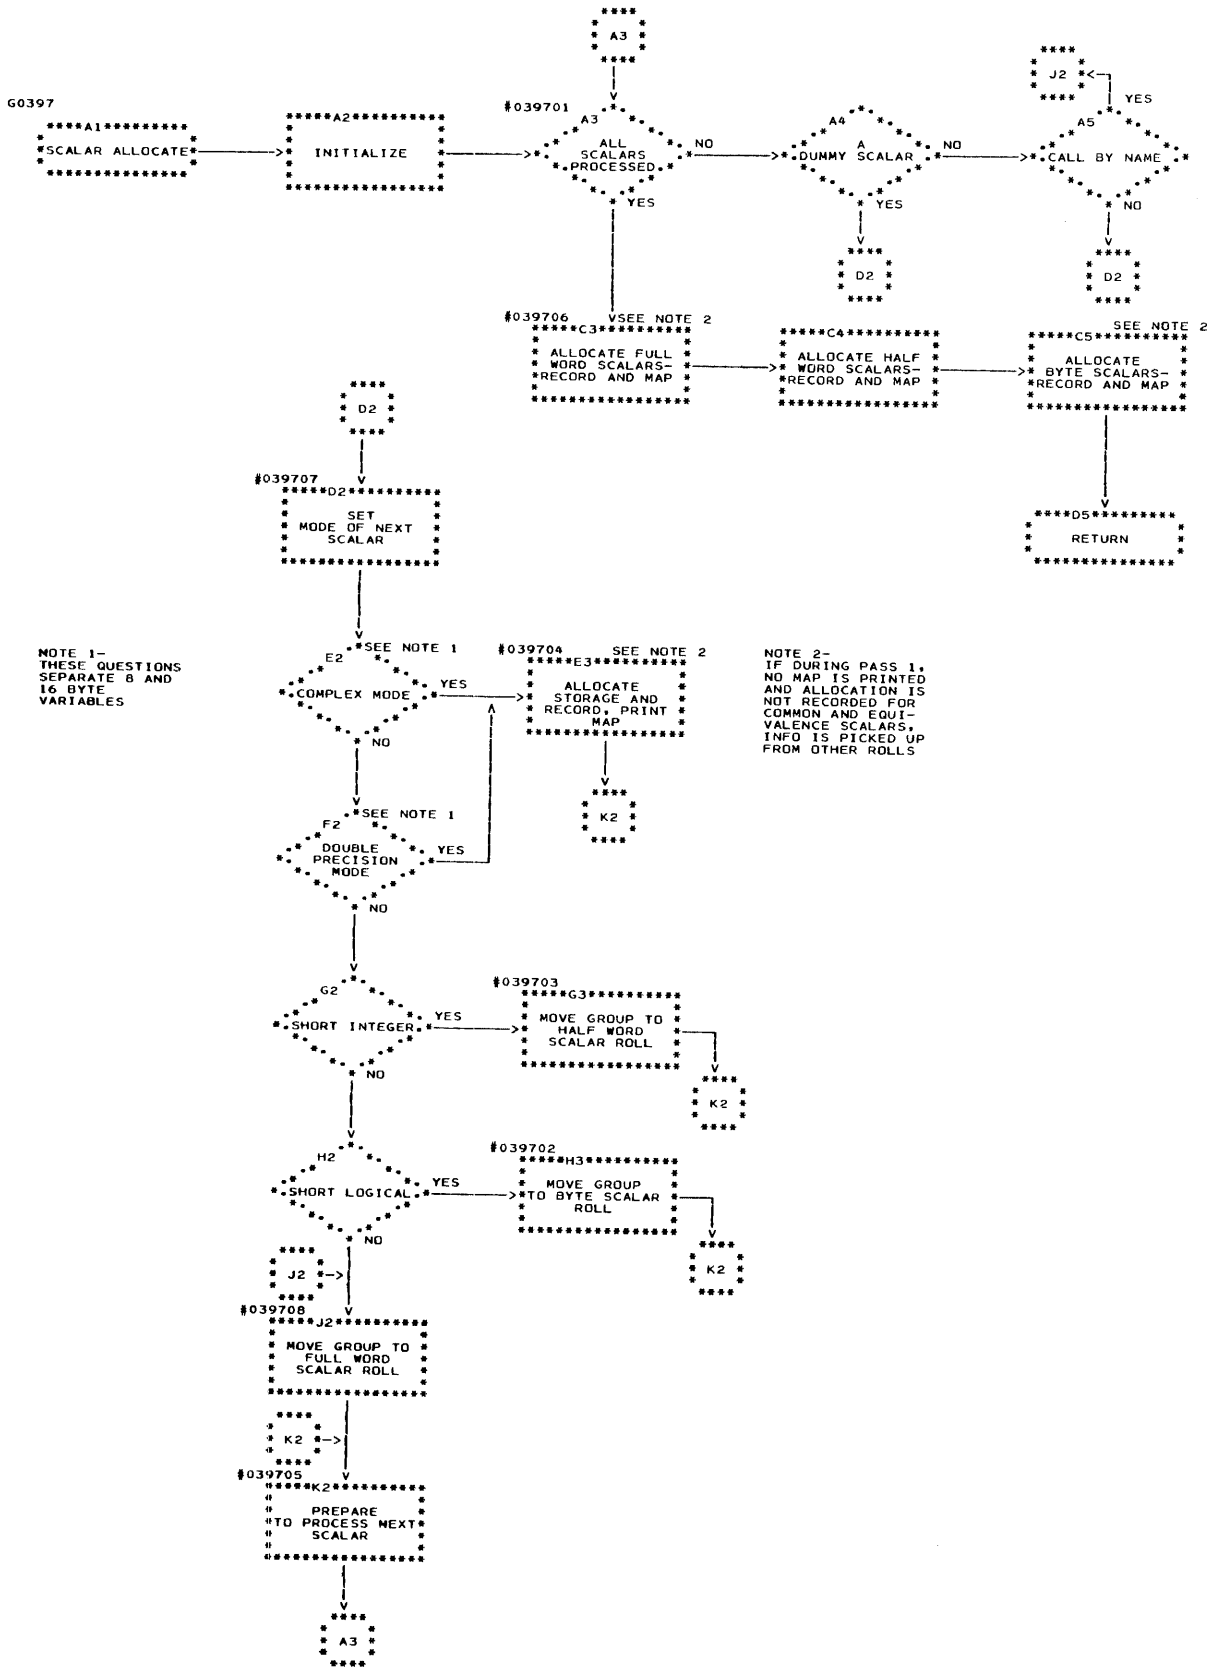 A3
G0397
A1
SCALAR ALLOCATE
A2
INITIALIZE
#039701
A3
ALL
SCALARS
PROCESSED
NO
YES
A4
A
DUMMY SCALAR
NO
YES
D2
J2
YES
A5
CALL BY NAME
NO
D2
#039706
SEE NOTE 2
C3
ALLOCATE FULL
WORD SCALARS-
RECORD AND MAP
C4
ALLOCATE HALF
WORD SCALARS-
RECORD AND MAP
SEE NOTE 2
C5
ALLOCATE
BYTE SCALARS-
RECORD AND MAP
D5
RETURN
D2
#039707
D2
SET
MODE OF NEXT
SCALAR
NOTE 1-
THESE QUESTIONS
SEPARATE 8 AND
16 BYTE
VARIABLES
SEE NOTE 1
E2
COMPLEX MODE
YES
NO
#039704
SEE NOTE 2
E3
ALLOCATE
STORAGE AND
RECORD, PRINT
MAP
K2
NOTE 2-
IF DURING PASS 1,
NO MAP IS PRINTED
AND ALLOCATION IS
NOT RECORDED FOR
COMMON AND EQUI-
VALENCE SCALARS,
INFO IS PICKED UP
FROM OTHER ROLLS
SEE NOTE 1
F2
DOUBLE
PRECISION
MODE
YES
NO
G2
SHORT INTEGER
YES
NO
#039703
G3
MOVE GROUP TO
HALF WORD
SCALAR ROLL
K2
H2
SHORT LOGICAL
YES
NO
#039702
H3
MOVE GROUP
TO BYTE SCALAR
ROLL
K2
J2
#039708
J2
MOVE GROUP TO
FULL WORD
SCALAR ROLL
K2
#039705
K2
PREPARE
TO PROCESS NEXT
SCALAR
A3